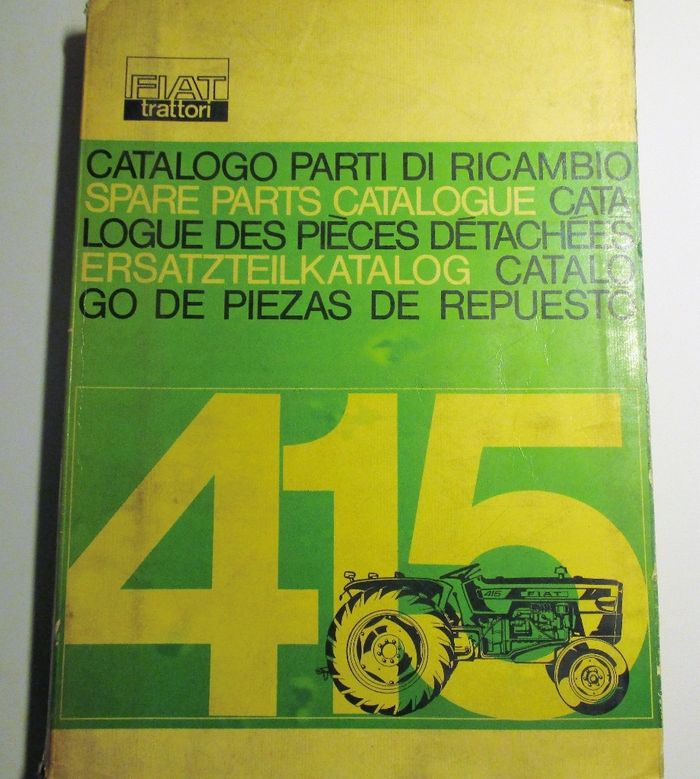 FIAT
trattori
CATALOGO PARTI DI RICAMBIO
SPARE PARTS CATALOGUE CATA
LOGUE DES PIÈCES DÉTACHÉES
ERSATZTEILKATALOG CATALO
GO DE PIEZAS DE REPUESTO
415
415 FIAT